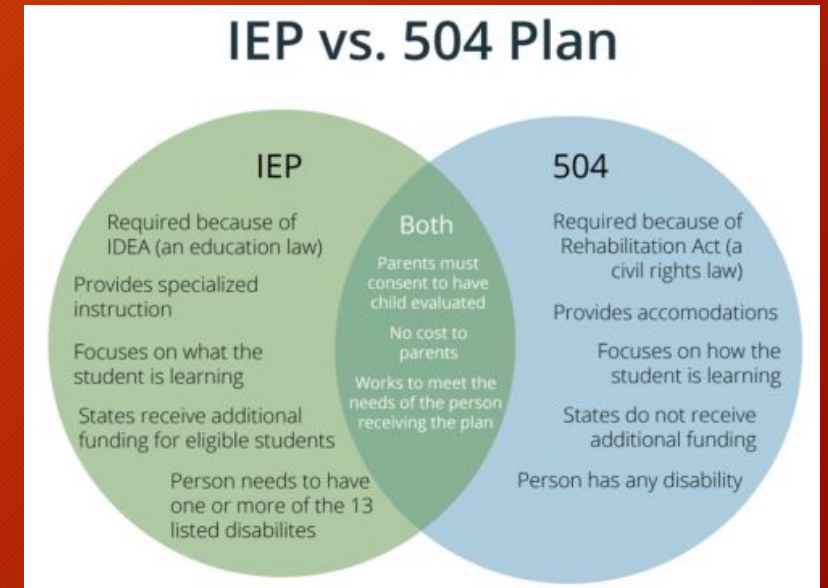 IEP vs. 504 Plan
IEP
Required because of
IDEA (an education law)
Provides specialized
instruction
Focuses on what the
student is learning
States receive additional
funding for eligible students
Person needs to have
one or more of the 13
listed disabilites
Both
Parents must
consent to have
child evaluated
No cost to
parents
Works to meet the
needs of the person
receiving the plan
504
Required because of
Rehabilitation Act (a
civil rights law)
Provides accomodations
Focuses on how the
student is learning
States do not receive
additional funding
Person has any disability